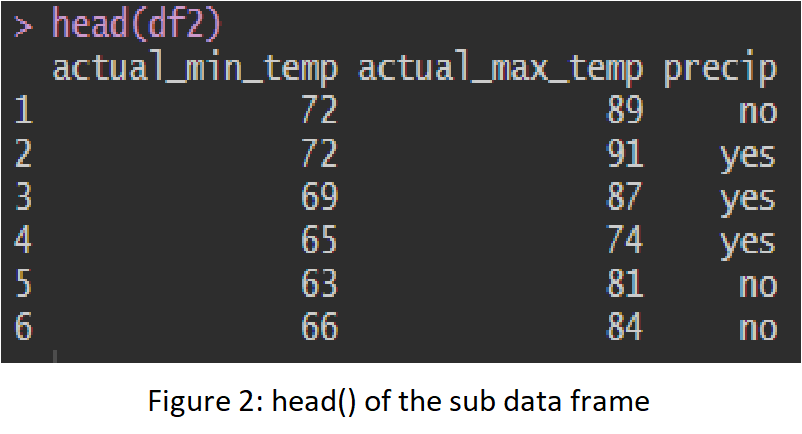 > head(df2)
actual_min_temp actual_max_temp precip
1 72 89 no
2 72 91 yes
3 69 87 yes
4 65 74 yes
5 63 81 no
6 66 84 no
Figure 2: head() of the sub data frame